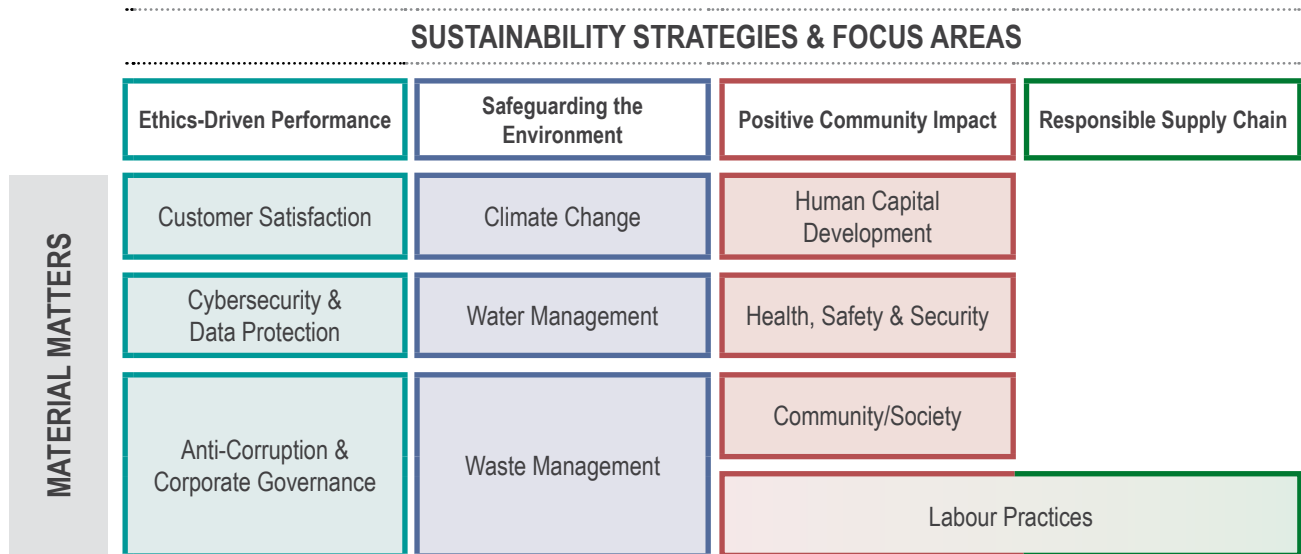 SUSTAINABILITY STRATEGIES & FOCUS AREAS
Ethics-Driven Performance
Safeguarding the
Environment
Positive Community Impact
Responsible Supply Chain
MATERIAL MATTERS
Customer Satisfaction
Climate Change
Human Capital
Development
Cybersecurity &
Data Protection
Water Management
Health, Safety & Security
Anti-Corruption &
Corporate Governance
Waste Management
Community/Society
Labour Practices